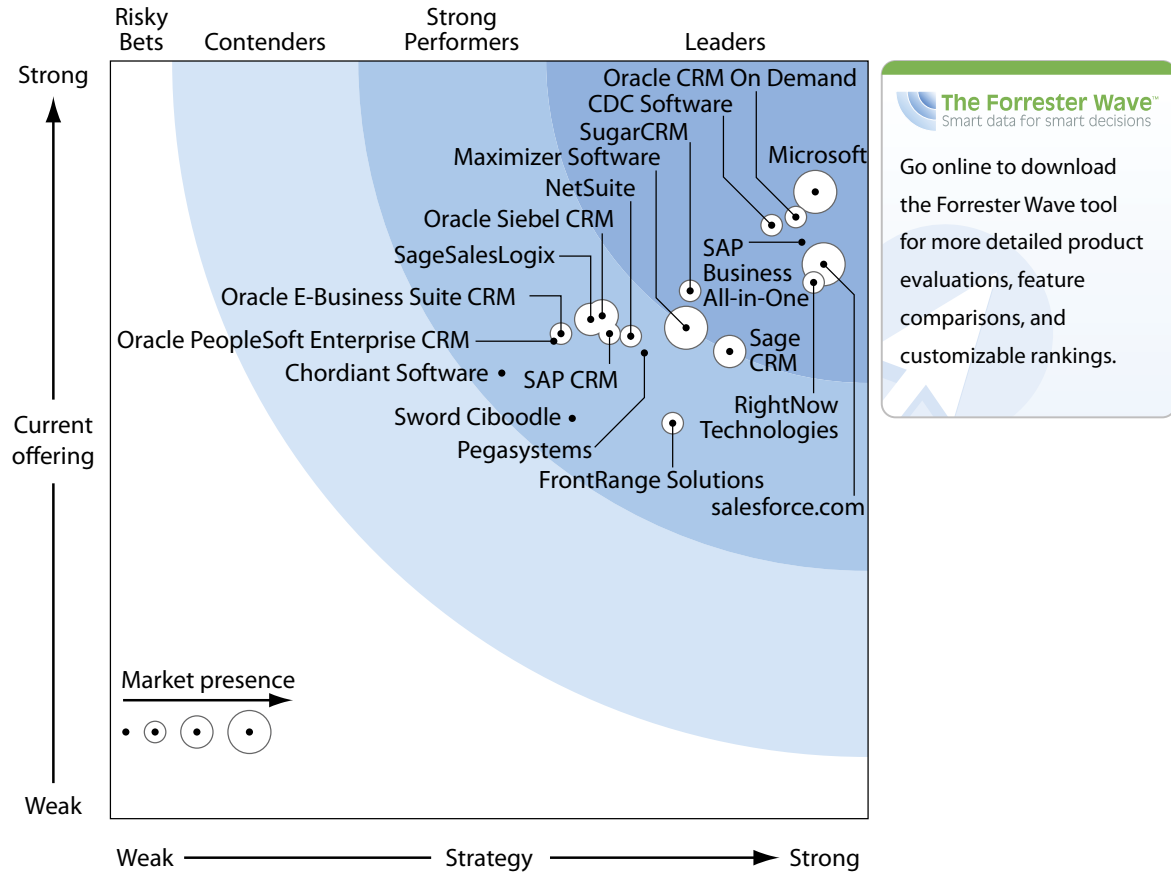 Risky
Bets
Contenders
Strong
Performers
Leaders
Strong
Current
offering
Weak
Oracle CRM On Demand
CDC Software
SugarCRM
Microsoft
Maximizer Software
NetSuite
Oracle Siebel CRM
SAP
Business
All-in-One
SageSalesLogix
Oracle E-Business Suite CRM
Oracle PeopleSoft Enterprise CRM
Sage
CRM
Chordiant Software
SAP CRM
RightNow
Technologies
Sword Ciboodle
Pegasystems
FrontRange Solutions
salesforce.com
Market presence
Weak
Strategy
Strong
The Forrester Wave™
Smart data for smart decisions
Go online to download
the Forrester Wave tool
for more detailed product
evaluations, feature
comparisons, and
customizable rankings.